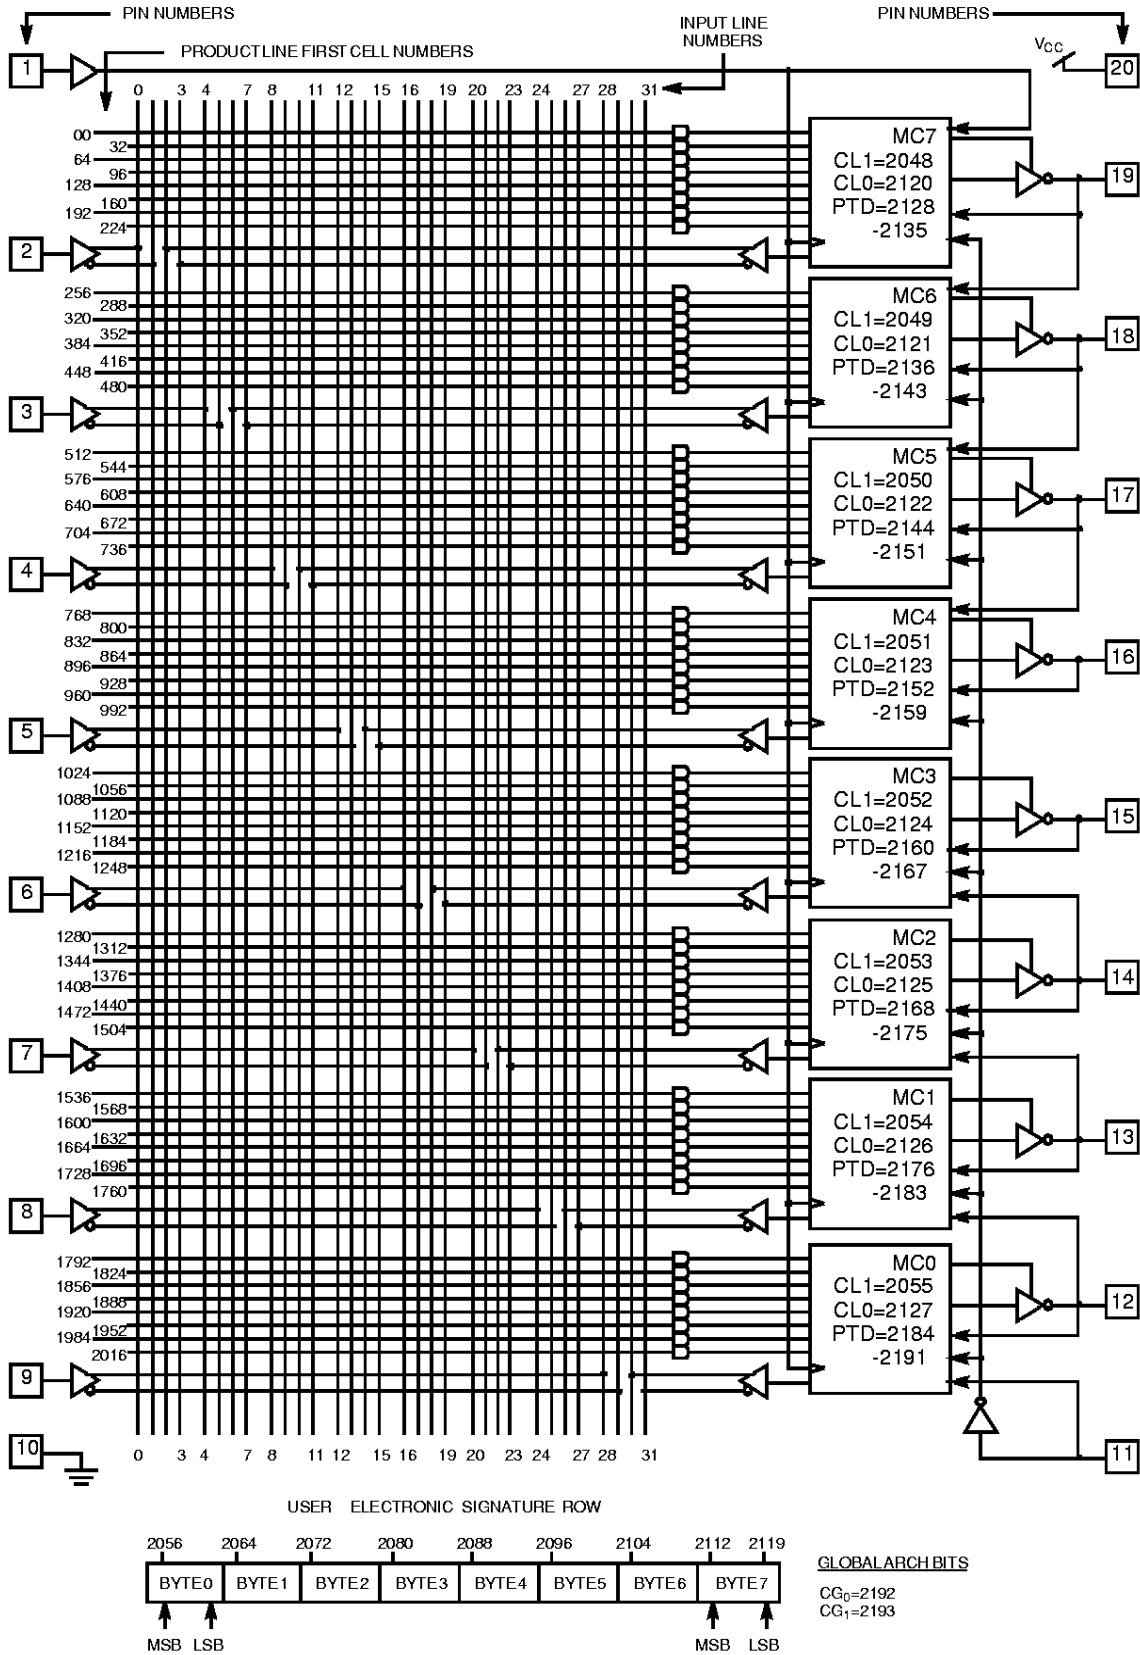 PIN NUMBERS
INPUT LINE
NUMBERS
PIN NUMBERS
PRODUCT LINE FIRST CELL NUMBERS
VCC
1
20
0 3 4 7 8 11 12 15 16 19 20 23 24 27 28 31
00
32
64
96
128
160
192
224
MC7
CL1=2048
CL0=2120
PTD=2128
-2135
19
2
256
288
320
352
384
416
448
480
MC6
CL1=2049
CL0=2121
PTD=2136
-2143
18
3
512
544
576
608
640
672
704
736
MC5
CL1=2050
CL0=2122
PTD=2144
-2151
17
4
768
800
832
864
896
928
960
992
MC4
CL1=2051
CL0=2123
PTD=2152
-2159
16
5
1024
1056
1088
1120
1152
1184
1216
1248
MC3
CL1=2052
CL0=2124
PTD=2160
-2167
15
6
1280
1312
1344
1376
1408
1440
1472
1504
MC2
CL1=2053
CL0=2125
PTD=2168
-2175
14
7
1536
1568
1600
1632
1664
1696
1728
1760
MC1
CL1=2054
CL0=2126
PTD=2176
-2183
13
8
1792
1824
1856
1888
1920
1952
1984
2016
MC0
CL1=2055
CL0=2127
PTD=2184
-2191
12
9
10
0 3 4 7 8 11 12 15 16 19 20 23 24 27 28 31
11
USER ELECTRONIC SIGNATURE ROW
2056 2064 2072 2080 2088 2096 2104 2112 2119
BYTE0 BYTE1 BYTE2 BYTE3 BYTE4 BYTE5 BYTE6 BYTE7
MSB LSB MSB LSB
GLOBAL ARCH BITS
CG0=2192
CG1=2193